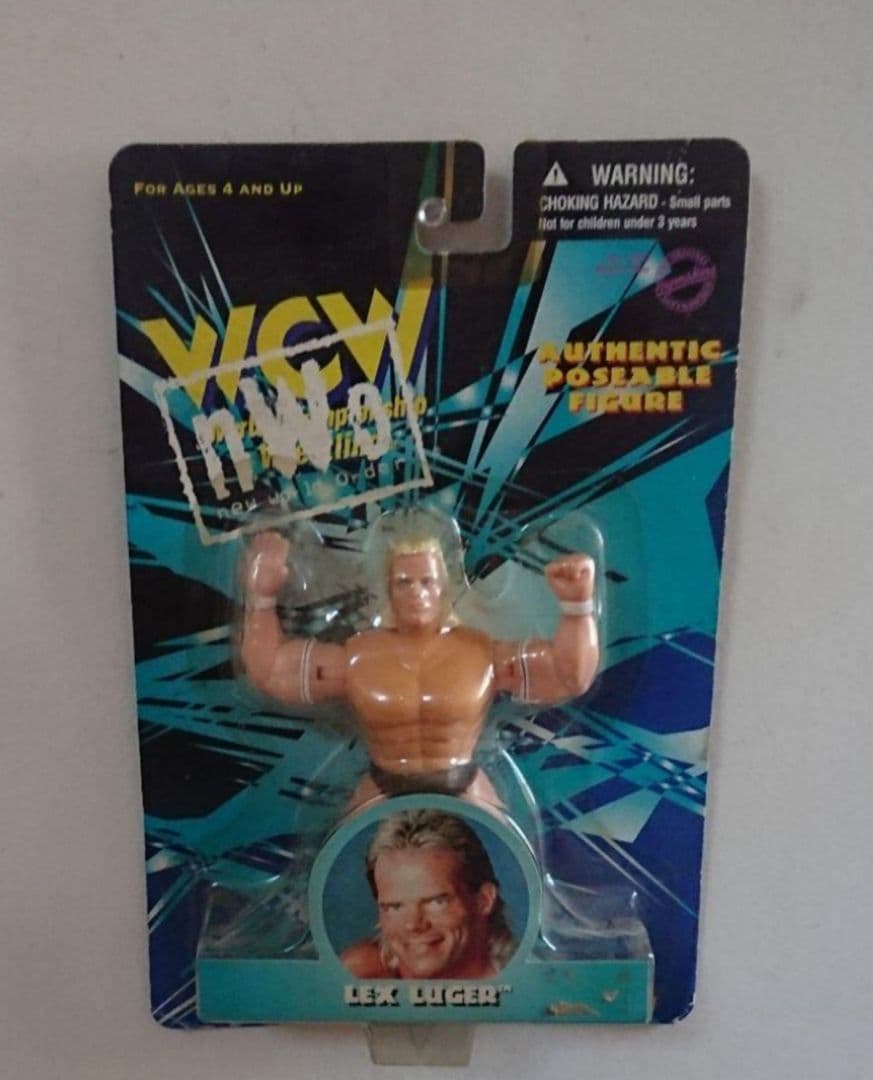 FOR AGES 4 AND UP
WARNING:
CHOKING HAZARD - Small parts
Not for children under 3 years
WCW
nWo
AUTHENTIC
POSEABLE
FIGURE
LEX LUGER™